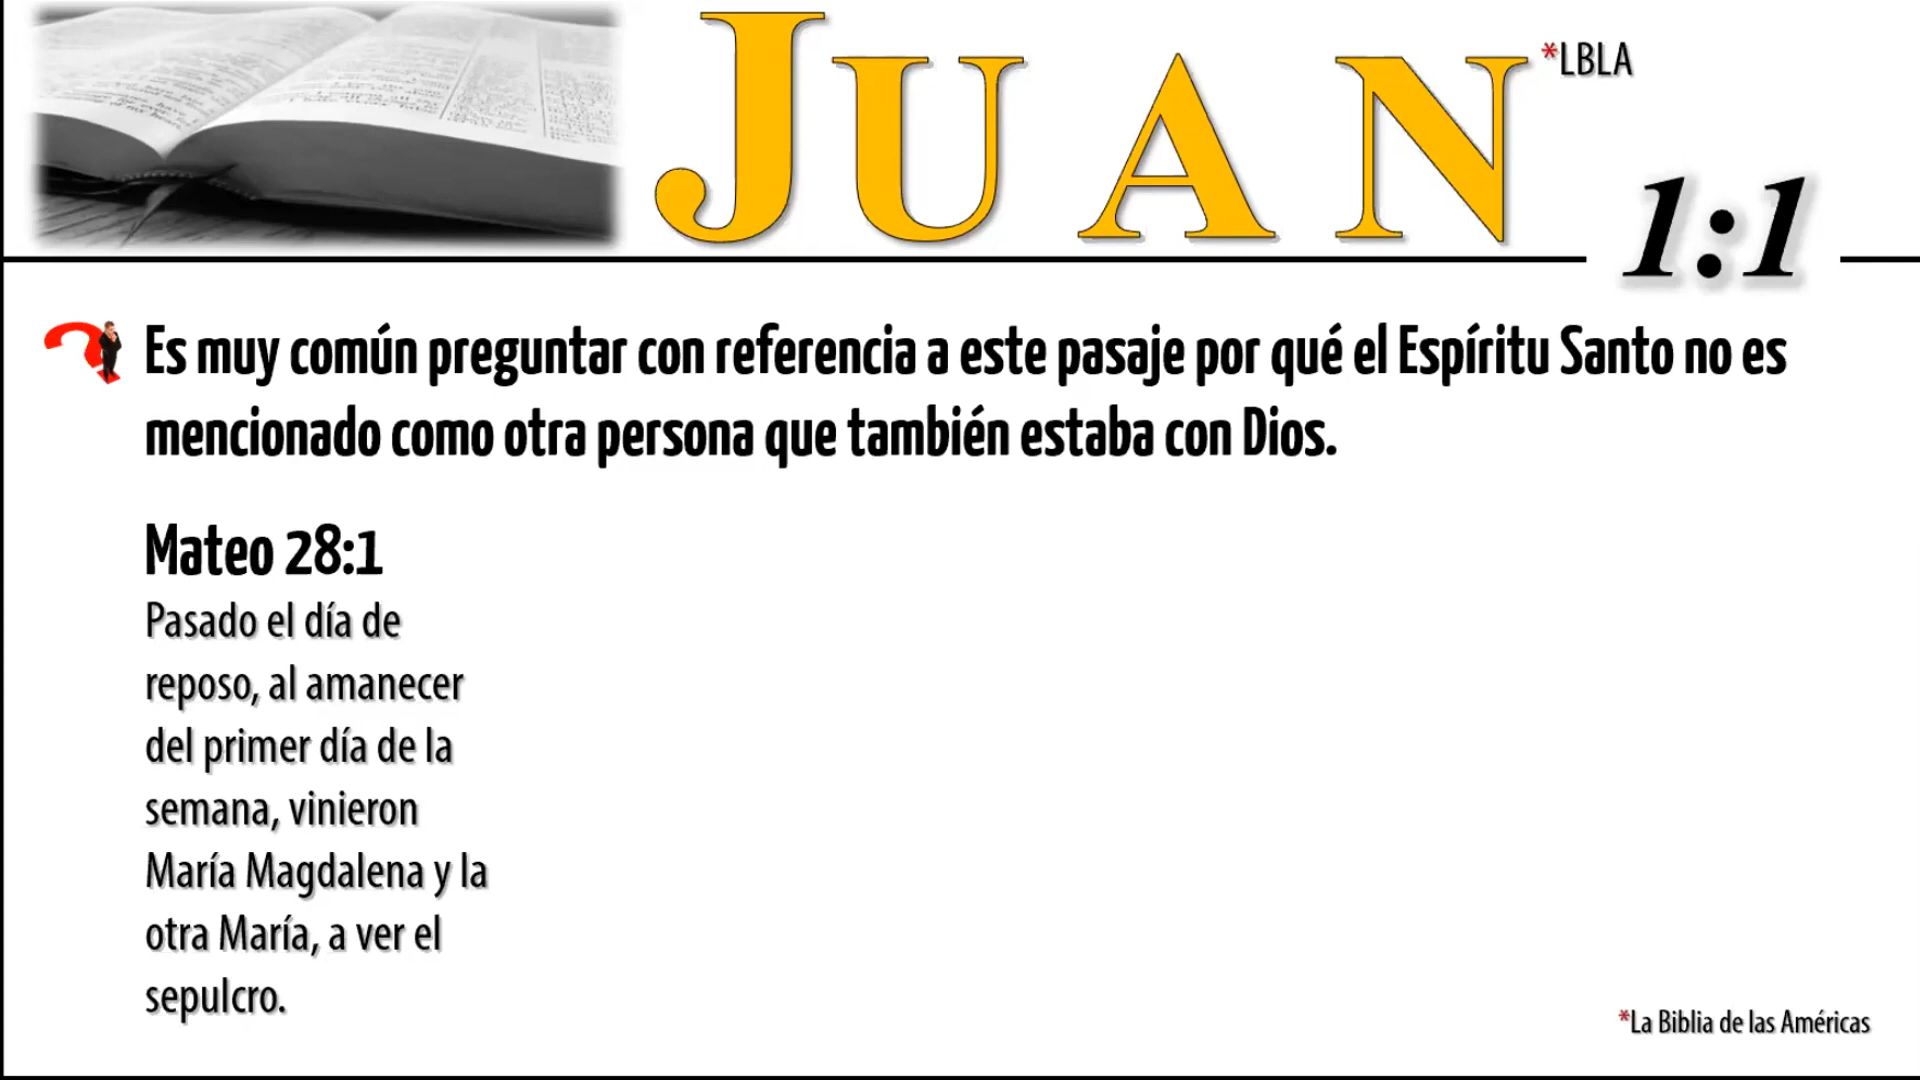 JUAN
*LBLA
1:1
Es muy común preguntar con referencia a este pasaje por qué el Espíritu Santo no es
mencionado como otra persona que también estaba con Dios.
Mateo 28:1
Pasado el día de
reposo, al amanecer
del primer día de la
semana, vinieron
María Magdalena y la
otra María, a ver el
sepulcro.
*La Biblia de las Américas